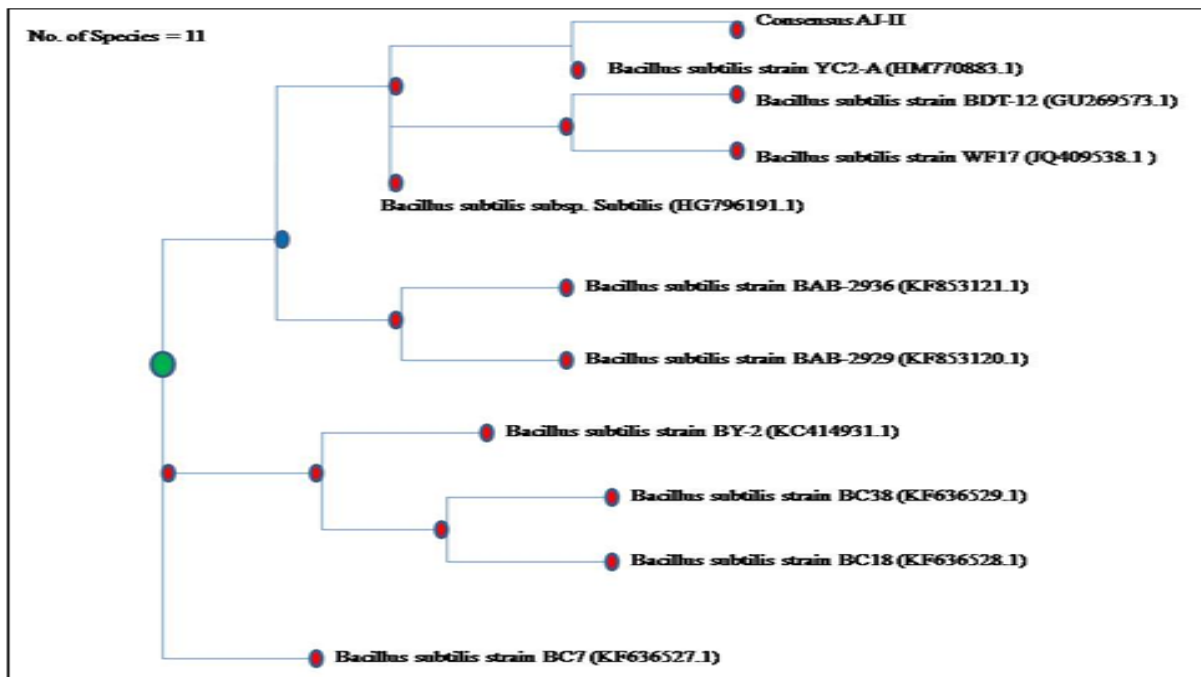 Consensus AJ-II
No. of Species = 11
Bacillus subtilis strain YC2-A (HM770883.1)
Bacillus subtilis strain BDT-12 (GU269573.1)
Bacillus subtilis strain WF17 (JQ409538.1 )
Bacillus subtilis subsp. Subtilis (HG796191.1)
Bacillus subtilis strain BAB-2936 (KF853121.1)
Bacillus subtilis strain BAB-2929 (KF853120.1)
Bacillus subtilis strain BY-2 (KC414931.1)
Bacillus subtilis strain BC38 (KF636529.1)
Bacillus subtilis strain BC18 (KF636528.1)
Bacillus subtilis strain BC7 (KF636527.1)